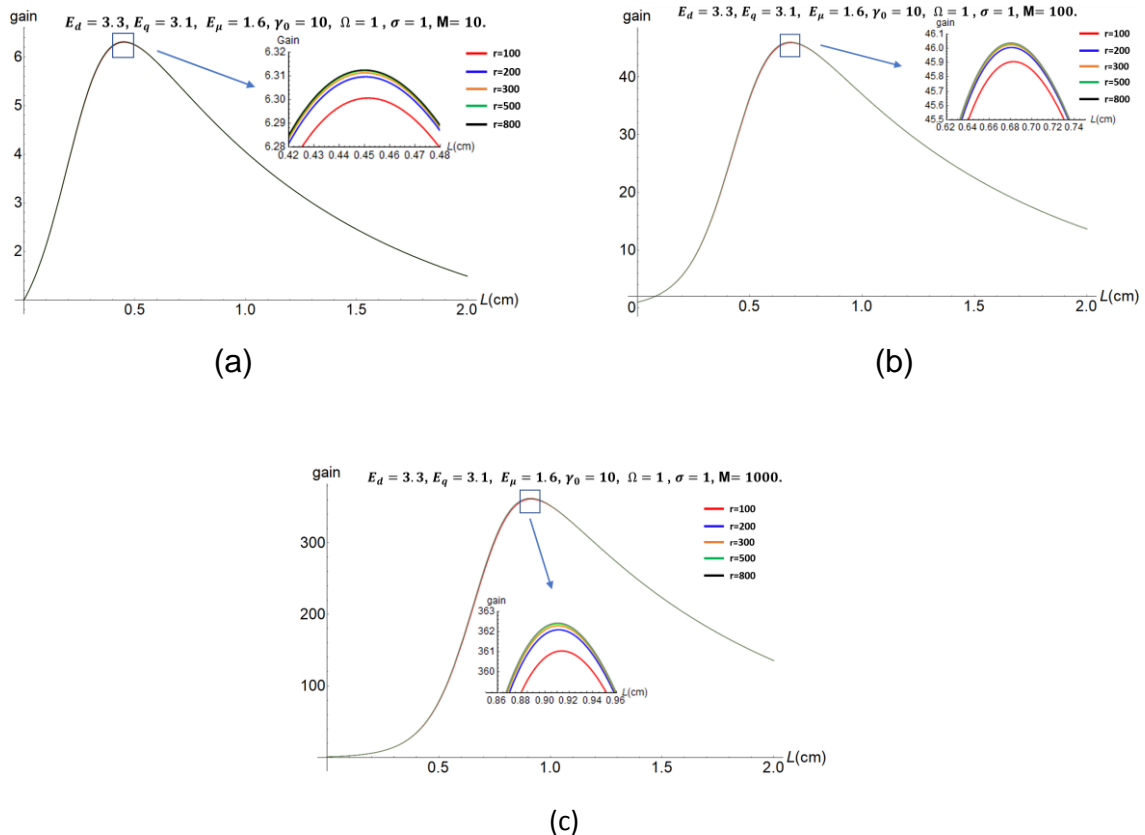 E_d = 3.3, E_q = 3.1, E_μ = 1.6, γ_0 = 10, Ω = 1 , σ = 1, M= 10.
gain
6
5
4
2
0.5
1.0
1.5
2.0
L(cm)
Gain
6.32
6.31
6.30
6.29
6.28
0.42 0.43 0.44 0.45 0.46 0.47 0.48
L(cm)
r=100
r=200
r=300
r=500
r=800
(a)
E_d = 3.3, E_q = 3.1, E_μ = 1.6, γ_0 = 10, Ω = 1 , σ = 1, M= 100.
gain
40
30
20
10
0
0.5
1.0
1.5
2.0
L(cm)
gain
46.1
46.0
45.9
45.8
45.7
45.6
45.5
0.62 0.64 0.66 0.68 0.70 0.72 0.74
L(cm)
r=100
r=200
r=300
r=500
r=800
(b)
E_d = 3.3, E_q = 3.1, E_μ = 1.6, γ_0 = 10, Ω = 1 , σ = 1, M= 1000.
gain
300
200
100
0.5
1.0
1.5
2.0
L(cm)
gain
363
362
361
360
0.86 0.88 0.90 0.92 0.94 0.96
L(cm)
r=100
r=200
r=300
r=500
r=800
(c)